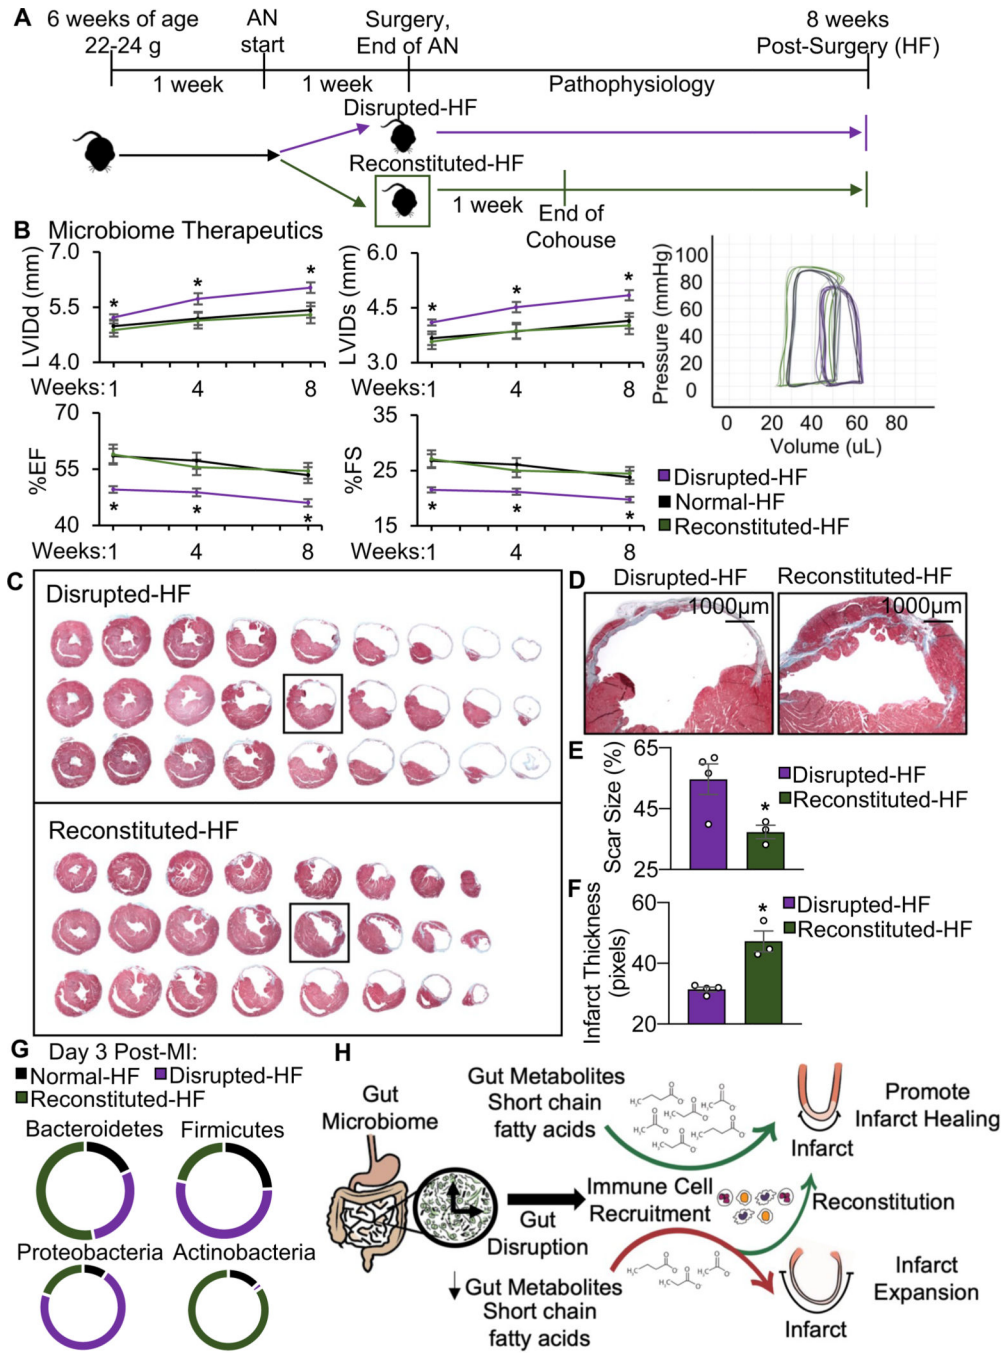 A
6 weeks of age
22-24 g
AN
start
Surgery,
End of AN
8 weeks
Post-Surgery (HF)
1 week
1 week
Pathophysiology
Disrupted-HF
Reconstituted-HF
1 week
End of
Cohouse
B Microbiome Therapeutics
LVIDd (mm)
7.0
5.5
4.0
* * *
Weeks: 1 4 8
LVIDs (mm)
6.0
4.5
3.0
* * *
Weeks: 1 4 8
Pressure (mmHg)
100
80
60
40
20
0
0 20 40 60 80
Volume (uL)
%EF
70
55
40
* * *
Weeks: 1 4 8
%FS
35
25
15
* * *
Weeks: 1 4 8
Disrupted-HF
Normal-HF
Reconstituted-HF
C
Disrupted-HF
Reconstituted-HF
D
Disrupted-HF
1000µm
Reconstituted-HF
1000µm
E
Scar Size (%)
65
45
25
*
Disrupted-HF
Reconstituted-HF
F
Infarct Thickness
(pixels)
60
40
20
*
Disrupted-HF
Reconstituted-HF
G Day 3 Post-MI:
Normal-HF Disrupted-HF
Reconstituted-HF
Bacteroidetes Firmicutes
Proteobacteria Actinobacteria
H
Gut
Microbiome
Gut Metabolites
Short chain
fatty acids
Infarct
Promote
Infarct Healing
Gut
Disruption
Immune Cell
Recruitment
Reconstitution
↓ Gut Metabolites
Short chain
fatty acids
Infarct
Infarct
Expansion